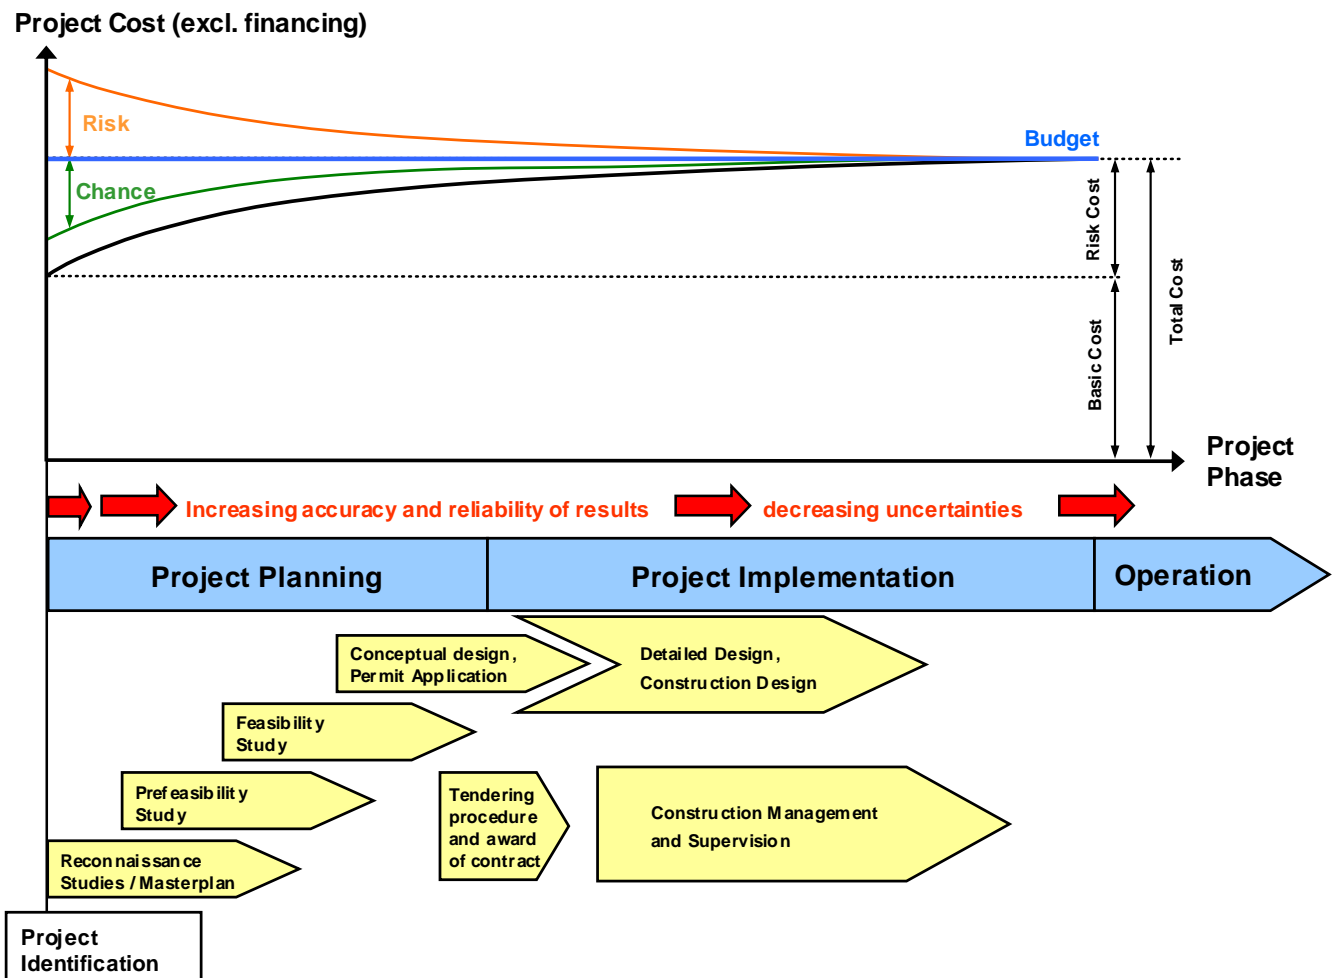 Project Cost (excl. financing)
Risk
Budget
Chance
Risk Cost
Basic Cost
Total Cost
Project
Phase
Increasing accuracy and reliability of results
decreasing uncertainties
Project Planning
Project Implementation
Operation
Conceptual design,
Permit Application
Detailed Design,
Construction Design
Feasibility
Study
Prefeasibility
Study
Tendering
procedure
and award
of contract
Construction Management
and Supervision
Reconnaissance
Studies / Masterplan
Project
Identification